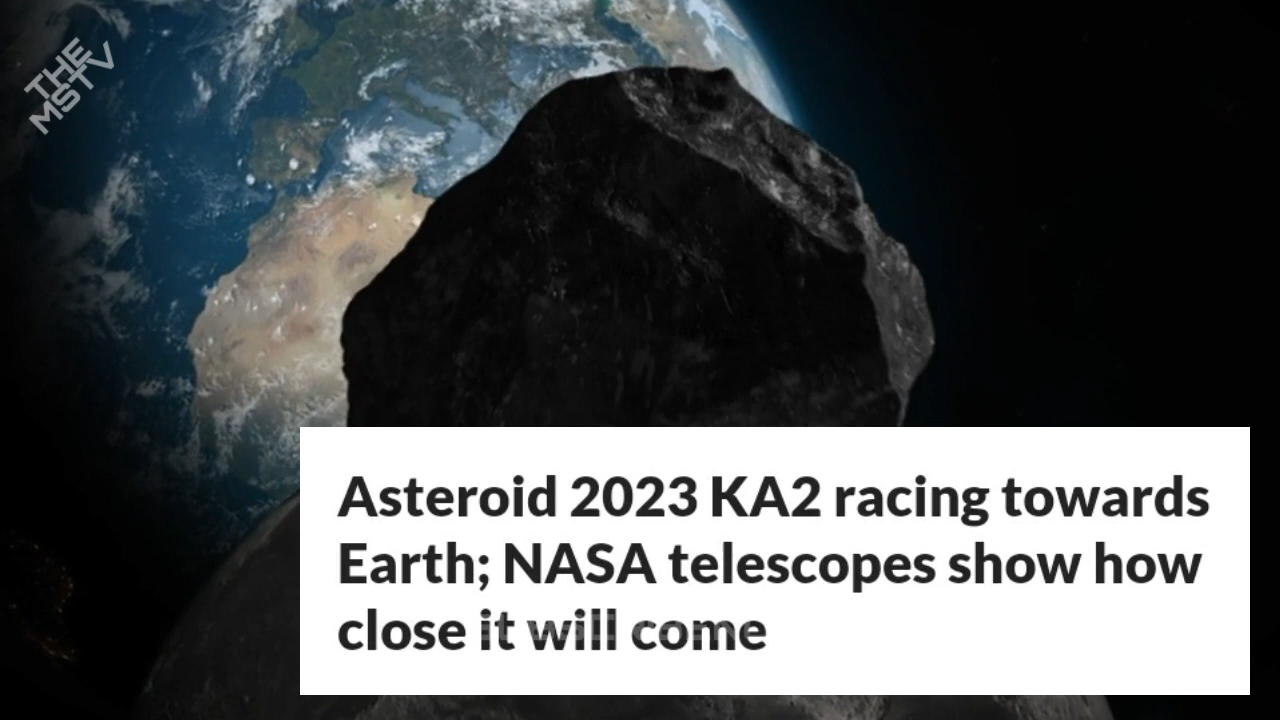 THE
MSTV
Asteroid 2023 KA2 racing towards
Earth; NASA telescopes show how
close it will come